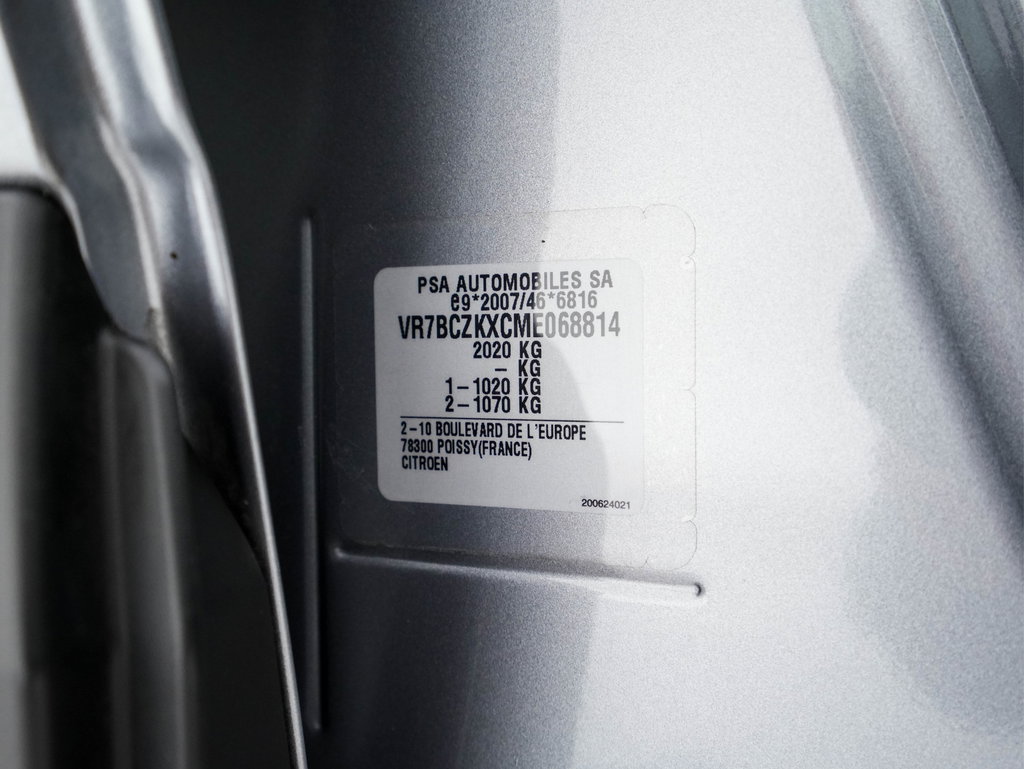 PSA AUTOMOBILES SA
e9*2007/46*6816
VR7BCZKXCME068814
2020 KG
– KG
1–1020 KG
2–1070 KG
2–10 BOULEVARD DE L'EUROPE
78300 POISSY(FRANCE)
CITROEN
200624021